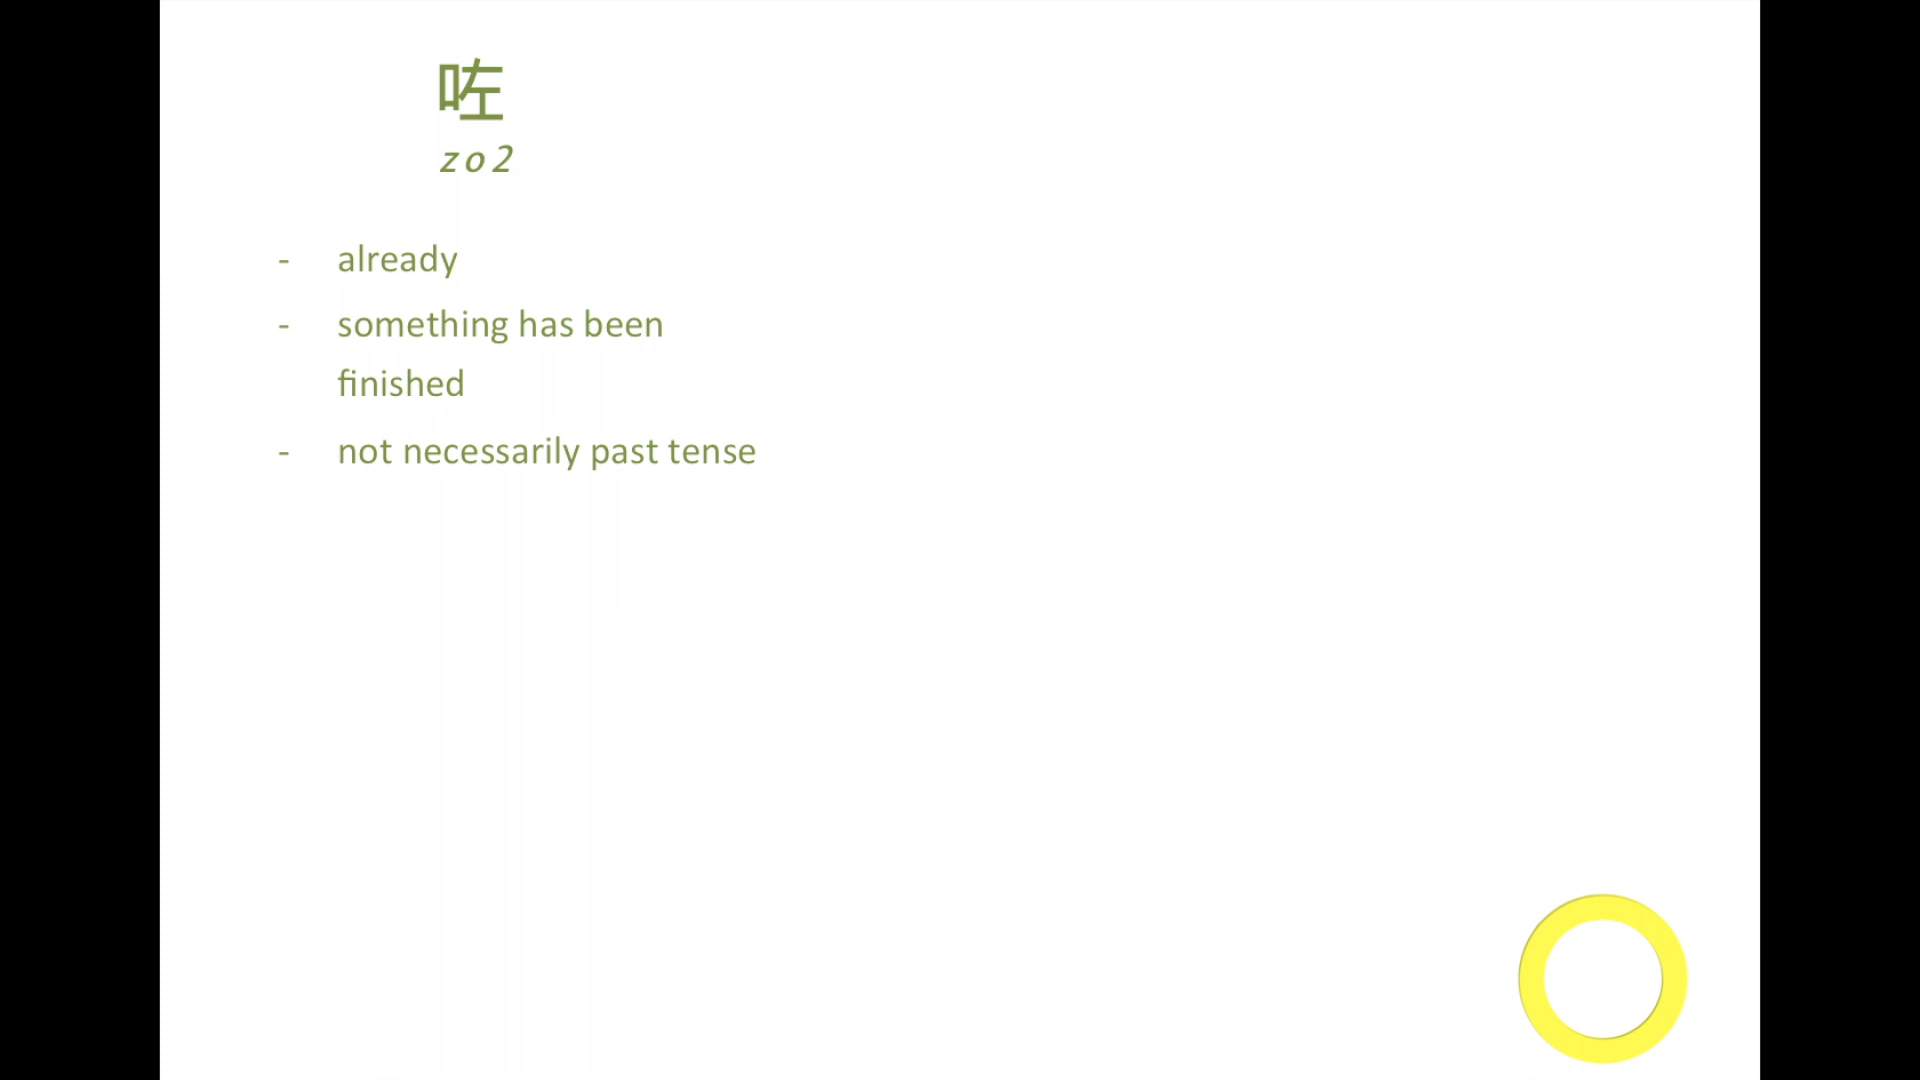 咗
zo2
- already
- something has been
finished
- not necessarily past tense